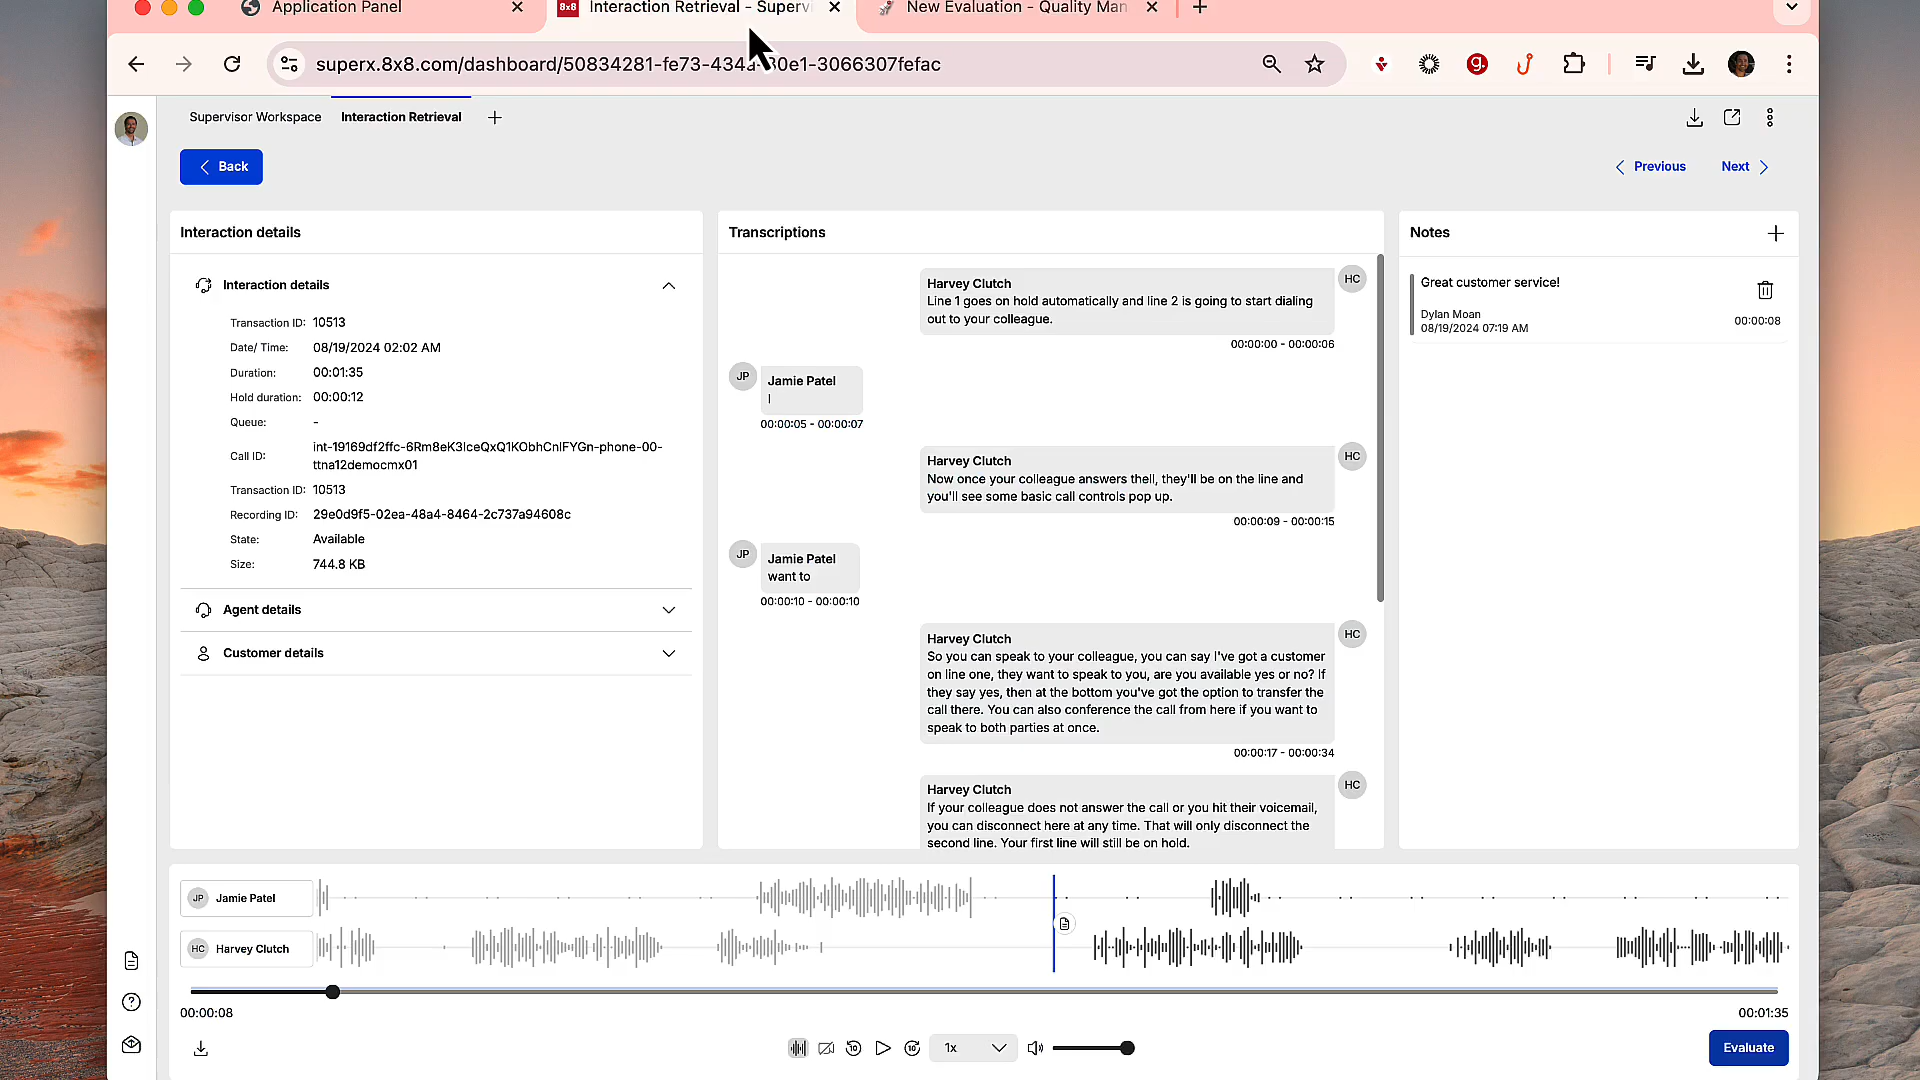 Application Panel
8x8
Interaction Retrieval - Supervi
New Evaluation - Quality Man
superx.8x8.com/dashboard/50834281-fe73-434a-80e1-3066307fefac
g.
Supervisor Workspace
Interaction Retrieval
Back
Previous
Next
Interaction details
Interaction details
Transaction ID: 10513
Date/ Time: 08/19/2024 02:02 AM
Duration: 00:01:35
Hold duration: 00:00:12
Queue: -
Call ID: int-19169df2ffc-6Rm8eK3lceQxQ1KObhCnlFYGn-phone-00-
ttna12democmx01
Transaction ID: 10513
Recording ID: 29e0d9f5-02ea-48a4-8464-2c737a94608c
State: Available
Size: 744.8 KB
Agent details
Customer details
Transcriptions
Harvey Clutch
HC
Line 1 goes on hold automatically and line 2 is going to start dialing
out to your colleague.
00:00:00 - 00:00:06
JP
Jamie Patel
I
00:00:05 - 00:00:07
Harvey Clutch
HC
Now once your colleague answers thell, they'll be on the line and
you'll see some basic call controls pop up.
00:00:09 - 00:00:15
JP
Jamie Patel
want to
00:00:10 - 00:00:10
Harvey Clutch
HC
So you can speak to your colleague, you can say I've got a customer
on line one, they want to speak to you, are you available yes or no? If
they say yes, then at the bottom you've got the option to transfer the
call there. You can also conference the call from here if you want to
speak to both parties at once.
00:00:17 - 00:00:34
Harvey Clutch
HC
If your colleague does not answer the call or you hit their voicemail,
you can disconnect here at any time. That will only disconnect the
second line. Your first line will still be on hold.
Notes
Great customer service!
Dylan Moan
08/19/2024 07:19 AM
00:00:08
JP Jamie Patel
HC Harvey Clutch
00:00:08
00:01:35
10
10
1x
Evaluate